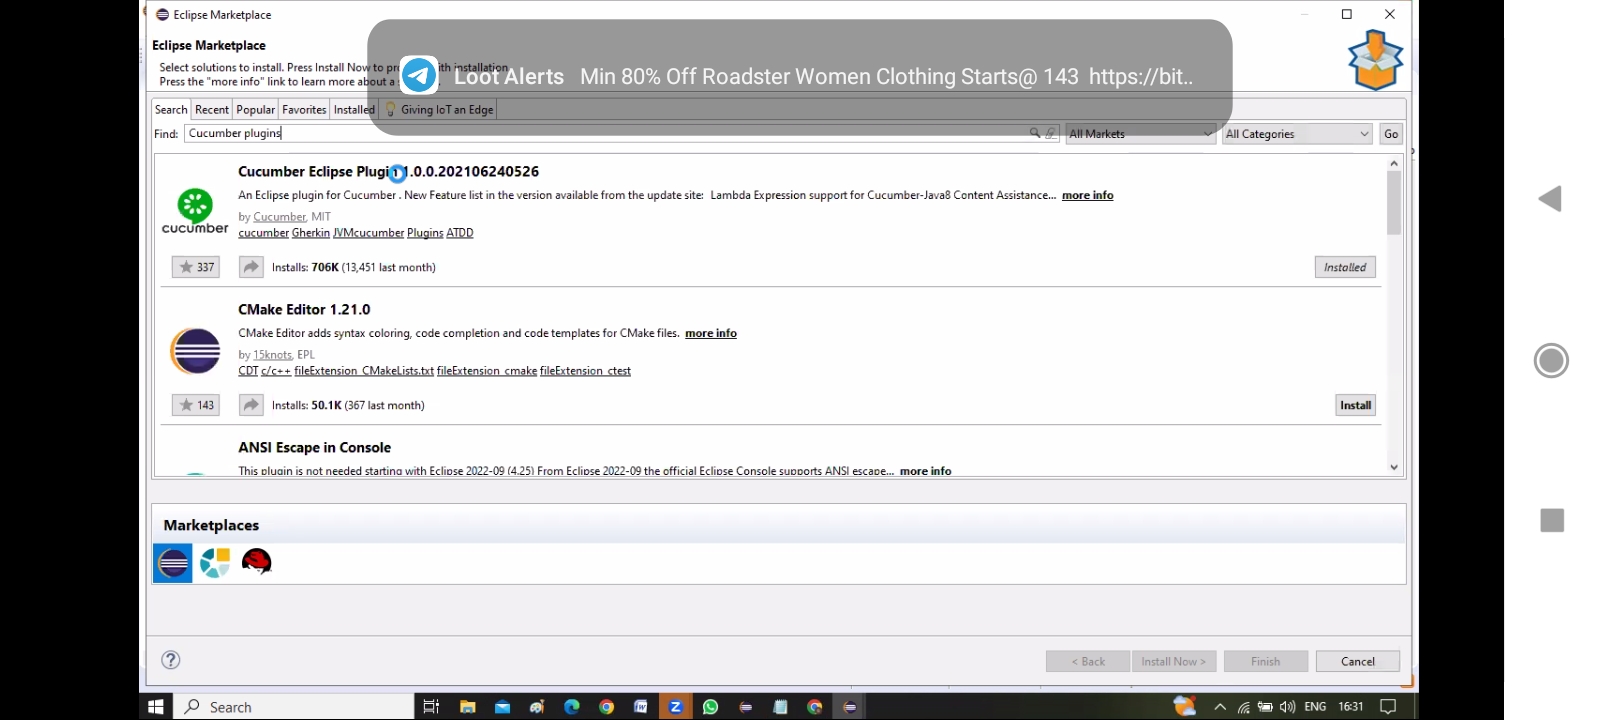 Eclipse Marketplace
Eclipse Marketplace
Select solutions to install. Press Install Now to pro with installation
Press the "more info" link to learn more about a
Loot Alerts Min 80% Off Roadster Women Clothing Starts@ 143 https://bit..
Search Recent Popular Favorites Installed Giving IoT an Edge
Find: Cucumber plugins All Markets All Categories Go
Cucumber Eclipse Plugin 1.0.0.202106240526
An Eclipse plugin for Cucumber . New Feature list in the version available from the update site: Lambda Expression support for Cucumber-Java8 Content Assistance... more info
by Cucumber, MIT
cucumber
cucumber Gherkin JVMcucumber Plugins ATDD
337 Installs: 706K (13,451 last month) Installed
CMake Editor 1.21.0
CMake Editor adds syntax coloring, code completion and code templates for CMake files. more info
by 15knots, EPL
CDT c/c++ fileExtension_CMakeLists.txt fileExtension_cmake fileExtension_ctest
143 Installs: 50.1K (367 last month) Install
ANSI Escape in Console
This plugin is not needed starting with Eclipse 2022-09 (4.25) From Eclipse 2022-09 the official Eclipse Console supports ANSI escape... more info
Marketplaces
< Back Install Now > Finish Cancel
Search ENG 16:31